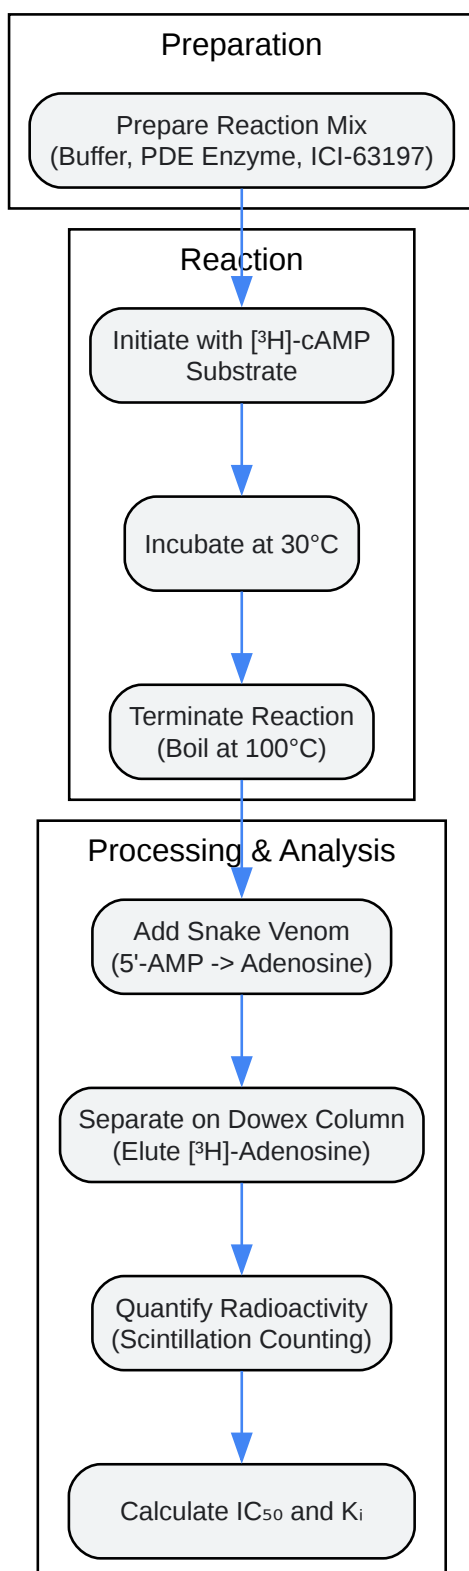 Preparation
Prepare Reaction Mix
(Buffer, PDE Enzyme, ICI-63197)
Reaction
Initiate with [³H]-cAMP
Substrate
Incubate at 30°C
Terminate Reaction
(Boil at 100°C)
Processing & Analysis
Add Snake Venom
(5'-AMP -> Adenosine)
Separate on Dowex Column
(Elute [³H]-Adenosine)
Quantify Radioactivity
(Scintillation Counting)
Calculate IC₅₀ and Kᵢ